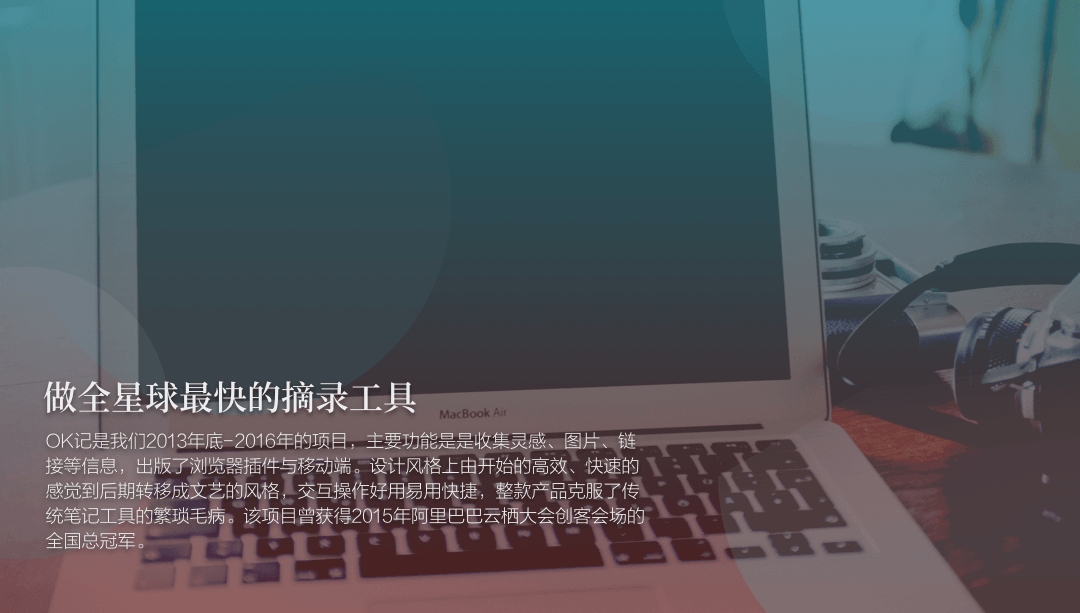 做全星球最快的摘录工具
MacBook Air
OK记是我们2013年底-2016年的项目，主要功能是是收集灵感、图片、链
接等信息，出版了浏览器插件与移动端。设计风格上由开始的高效、快速的
感觉到后期转移成文艺的风格，交互操作好用易用快捷，整款产品克服了传
统笔记工具的繁琐毛病。该项目曾获得2015年阿里巴巴云栖大会创客会场的
全国总冠军。